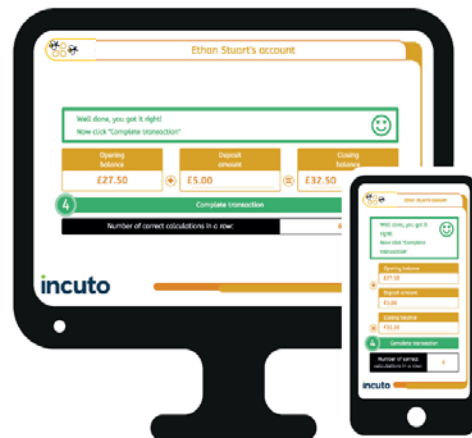 Ethan Stuart's account
Well done, you got it right!
Now click "Complete transaction"
Opening
balance
Deposit
amount
Closing
balance
£27.50
£5.00
£32.50
4
Complete transaction
Number of correct calculations in a row:
incuto
Ethan Stuart's account
Well done, you got it
right!
Now click "Complete
transaction"
Opening balance
£27.50
Deposit amount
£5.00
Closing balance
£32.50
4
Complete transaction
Number of correct
calculations in a row:
incuto